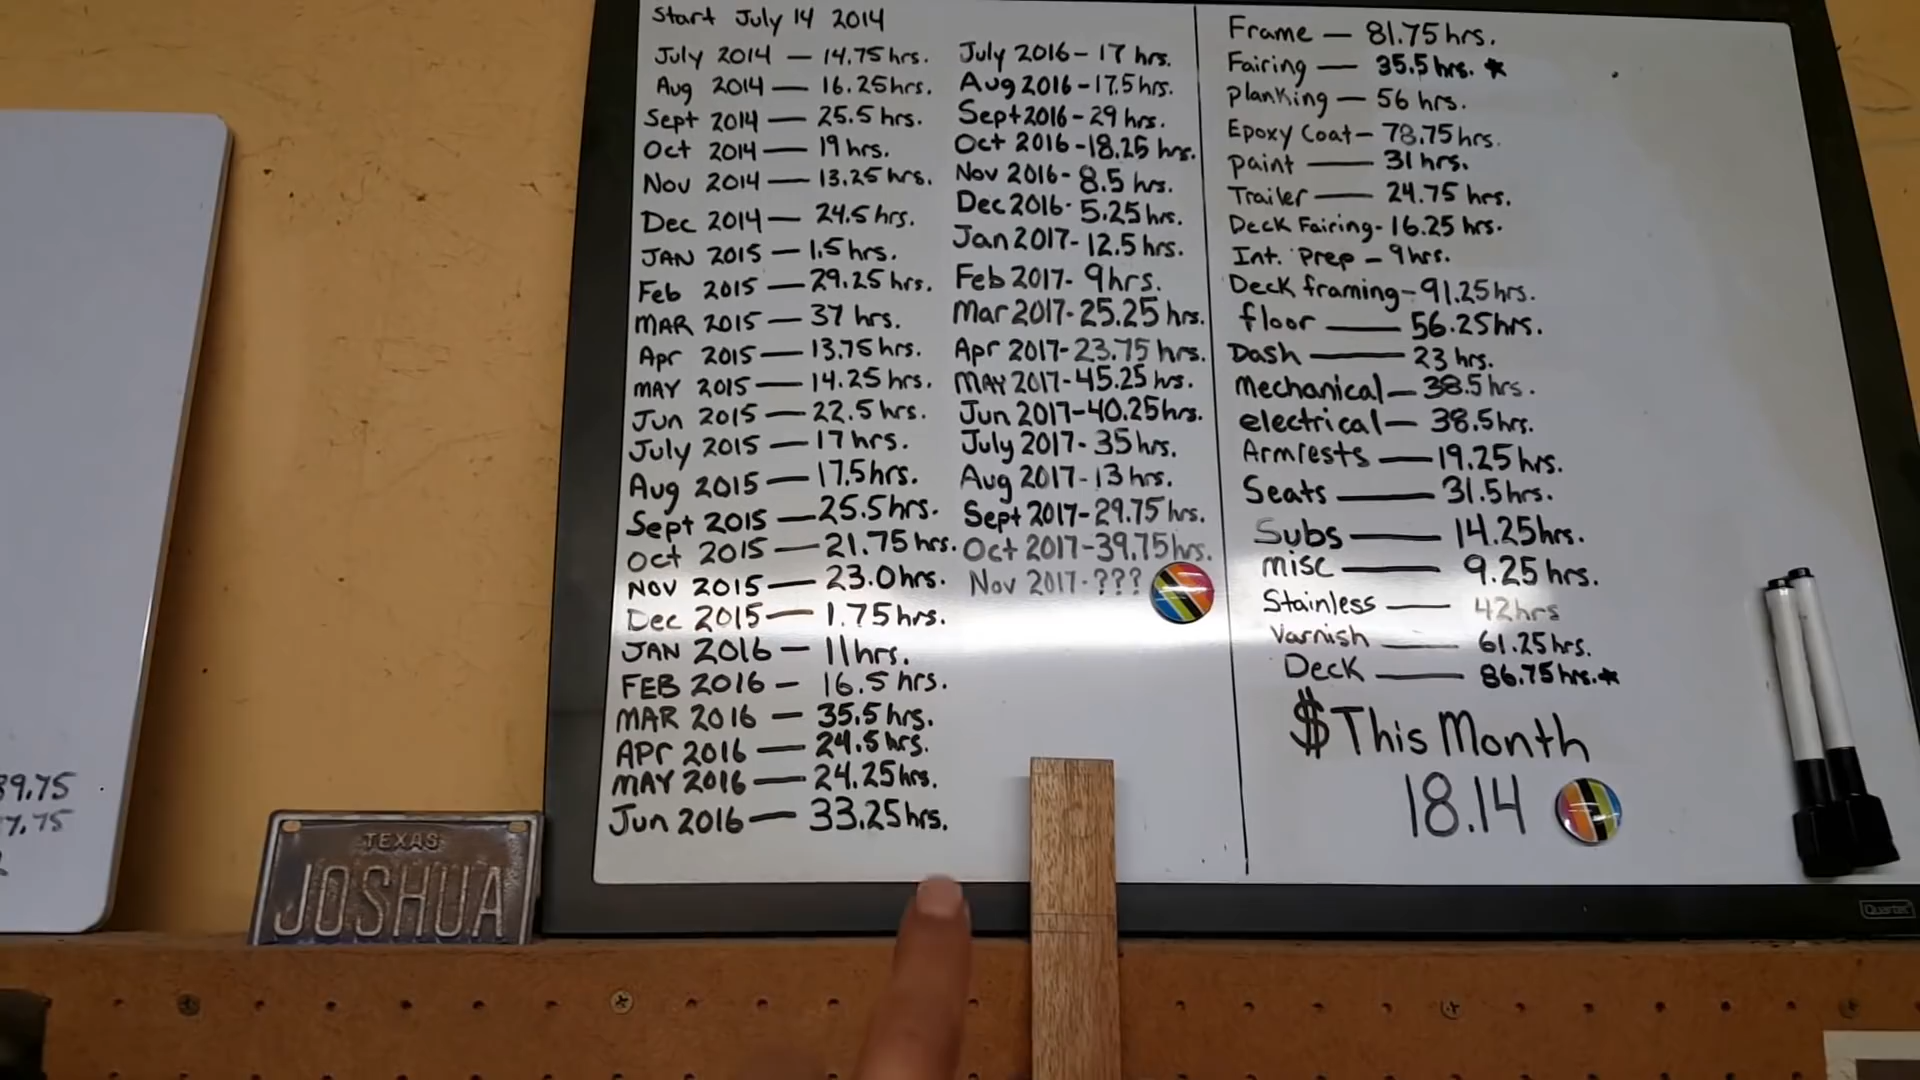 Start July 14 2014
July 2014 — 14.75 hrs.
Aug 2014 — 16.25 hrs.
Sept 2014 — 25.5 hrs.
Oct 2014 — 19 hrs.
Nov 2014 — 13.25 hrs.
Dec 2014 — 24.5 hrs.
JAN 2015 — 1.5 hrs.
Feb 2015 — 29.25 hrs.
MAR 2015 — 37 hrs.
Apr 2015 — 13.75 hrs.
MAY 2015 — 14.25 hrs.
Jun 2015 — 22.5 hrs.
July 2015 — 17 hrs.
Aug 2015 — 17.5 hrs.
Sept 2015 — 25.5 hrs.
Oct 2015 — 21.75 hrs.
Nov 2015 — 23.0 hrs.
Dec 2015 — 1.75 hrs.
JAN 2016 — 11 hrs.
FEB 2016 — 16.5 hrs.
MAR 2016 — 35.5 hrs.
APR 2016 — 24.5 hrs.
MAY 2016 — 24.25 hrs.
Jun 2016 — 33.25 hrs.
July 2016 - 17 hrs.
Aug 2016 - 17.5 hrs.
Sept 2016 - 29 hrs.
Oct 2016 - 18.25 hrs.
Nov 2016 - 8.5 hrs.
Dec 2016 - 5.25 hrs.
Jan 2017 - 12.5 hrs.
Feb 2017 - 9 hrs.
Mar 2017 - 25.25 hrs.
Apr 2017 - 23.75 hrs.
MAY 2017 - 45.25 hrs.
Jun 2017 - 40.25 hrs.
July 2017 - 35 hrs.
Aug 2017 - 13 hrs.
Sept 2017 - 29.75 hrs.
Oct 2017 - 39.75 hrs.
Nov 2017 - ???
Frame — 81.75 hrs.
Fairing — 35.5 hrs. *
planking — 56 hrs.
Epoxy Coat — 78.75 hrs.
paint — 31 hrs.
Trailer — 24.75 hrs.
Deck Fairing - 16.25 hrs.
Int. Prep — 9 hrs.
Deck framing — 91.25 hrs.
floor — 56.25 hrs.
Dash — 23 hrs.
mechanical — 38.5 hrs.
electrical — 38.5 hrs.
Armrests — 19.25 hrs.
Seats — 31.5 hrs.
Subs — 14.25 hrs.
misc — 9.25 hrs.
Stainless — 42 hrs
Varnish — 61.25 hrs.
Deck — 86.75 hrs. *
$ This Month
18.14
TEXAS
JOSHUA
Quartet